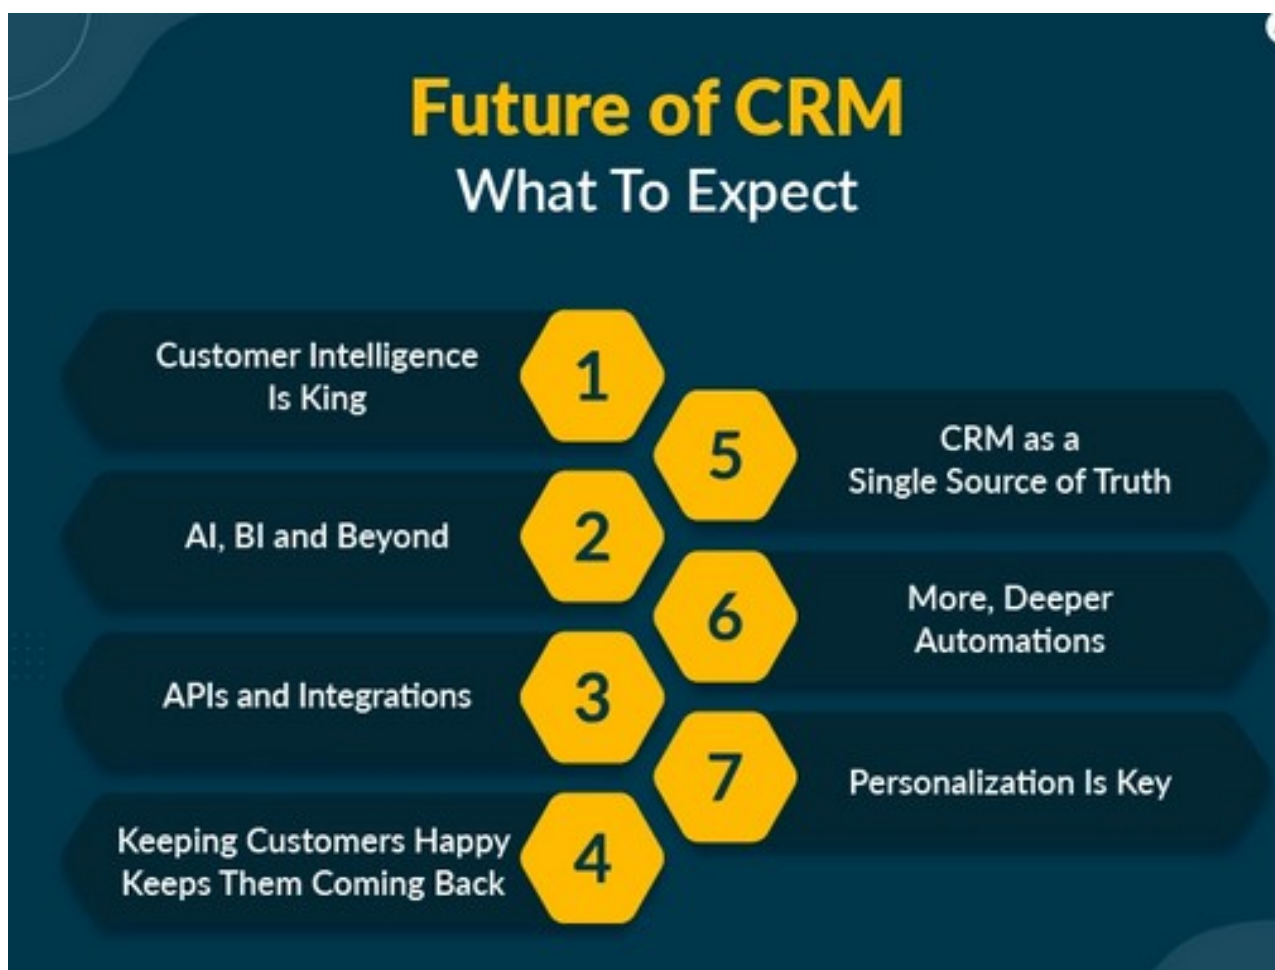 Future of CRM
What To Expect
Customer Intelligence
Is King
1
AI, BI and Beyond
2
APIs and Integrations
3
Keeping Customers Happy
Keeps Them Coming Back
4
5
CRM as a
Single Source of Truth
6
More, Deeper
Automations
7
Personalization Is Key